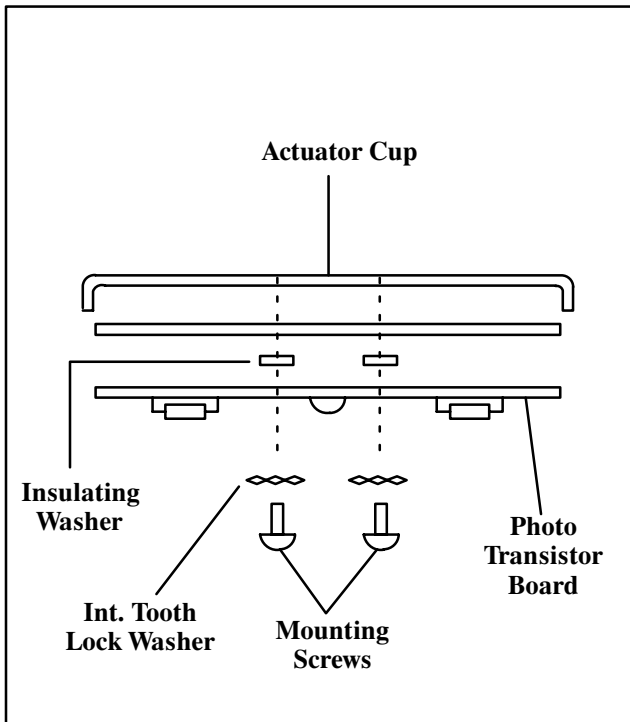 Actuator Cup
Insulating
Washer
Photo
Transistor
Board
Int. Tooth
Lock Washer
Mounting
Screws